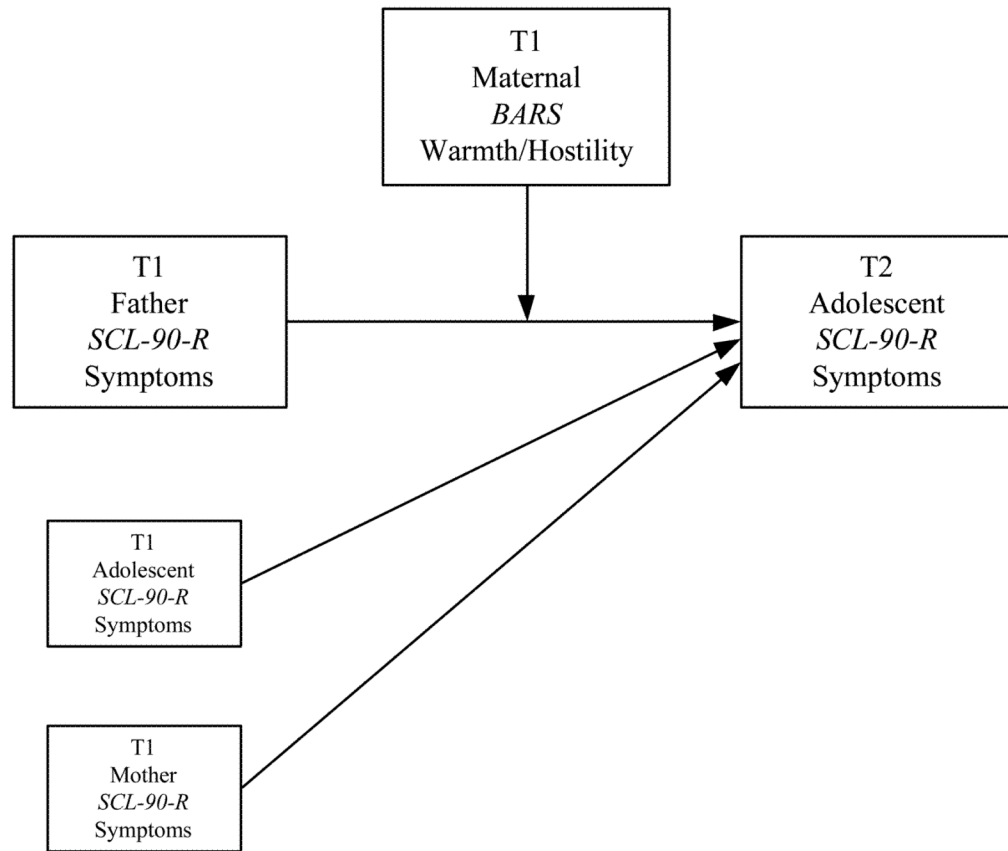 T1
Maternal
BARS
Warmth/Hostility
T1
Father
SCL-90-R
Symptoms
T2
Adolescent
SCL-90-R
Symptoms
T1
Adolescent
SCL-90-R
Symptoms
T1
Mother
SCL-90-R
Symptoms